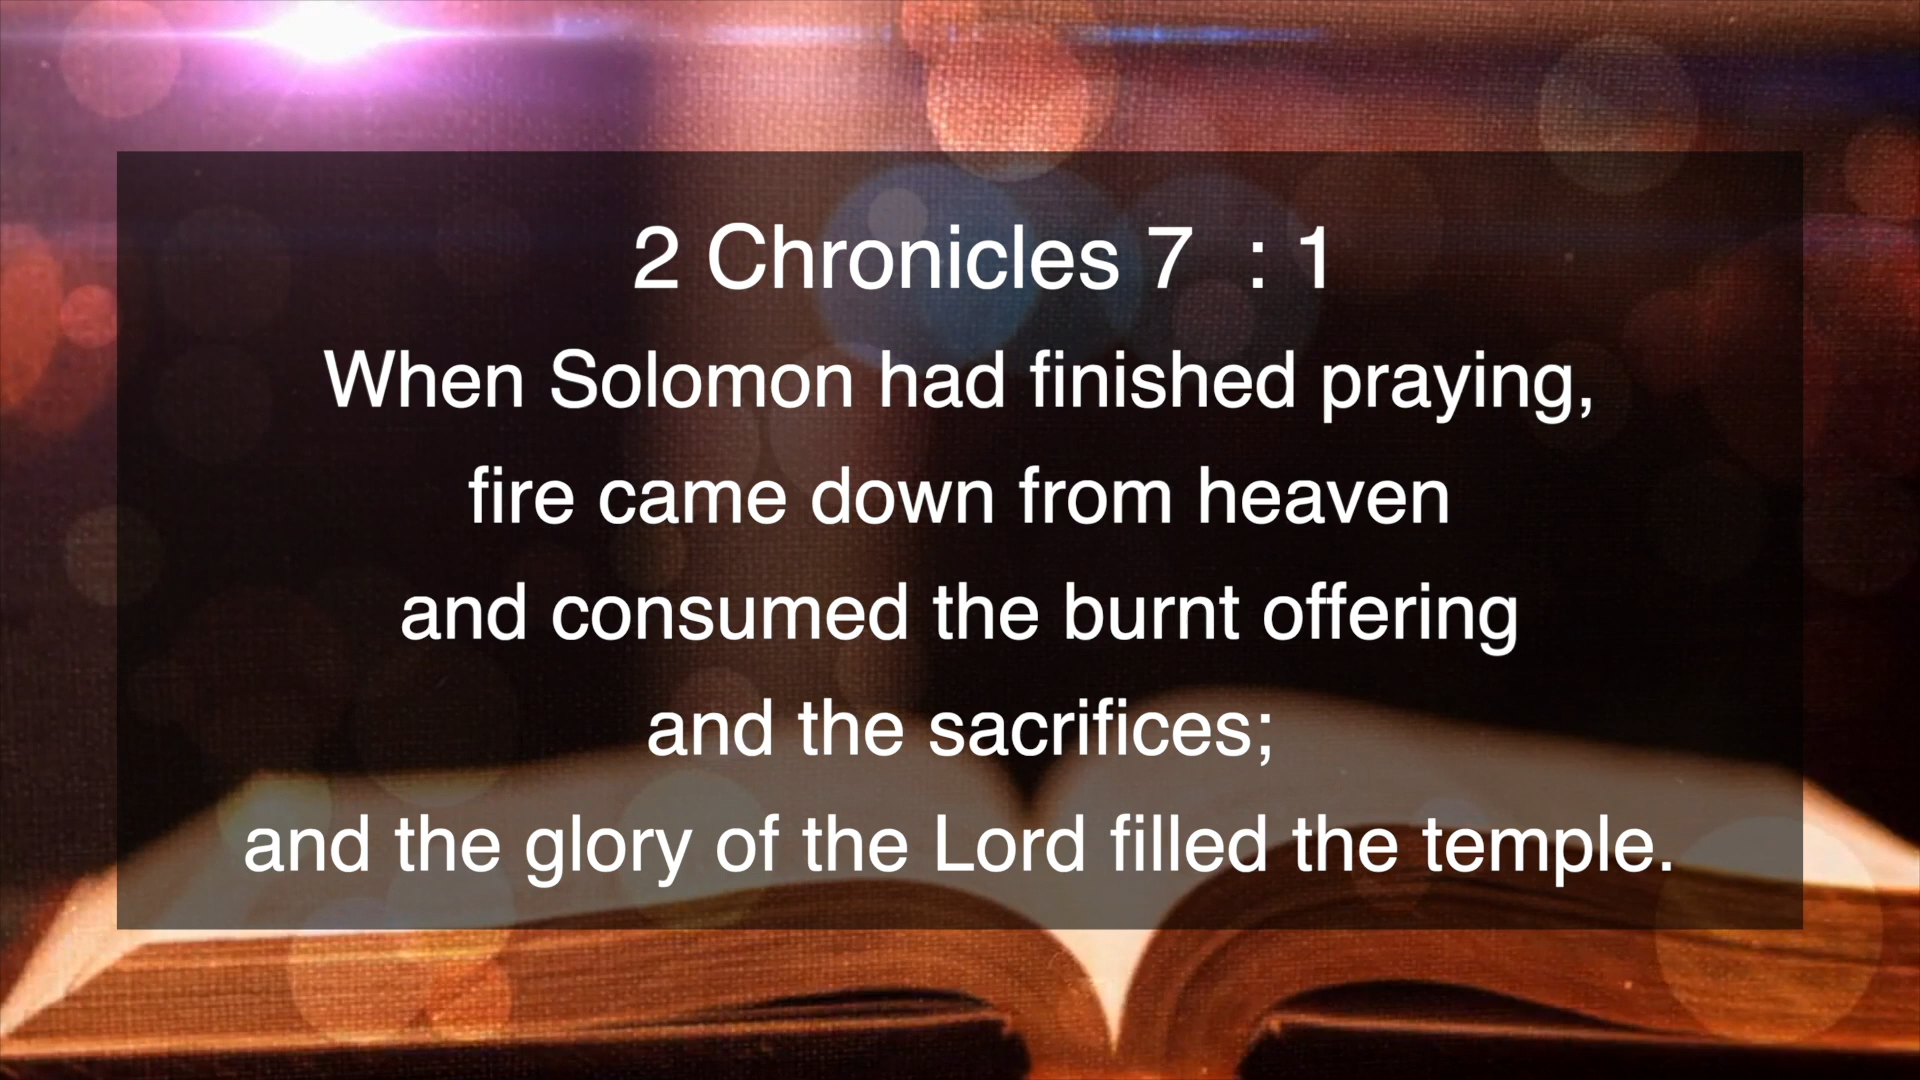 2 Chronicles 7  : 1
When Solomon had finished praying,
fire came down from heaven
and consumed the burnt offering
and the sacrifices;
and the glory of the Lord filled the temple.